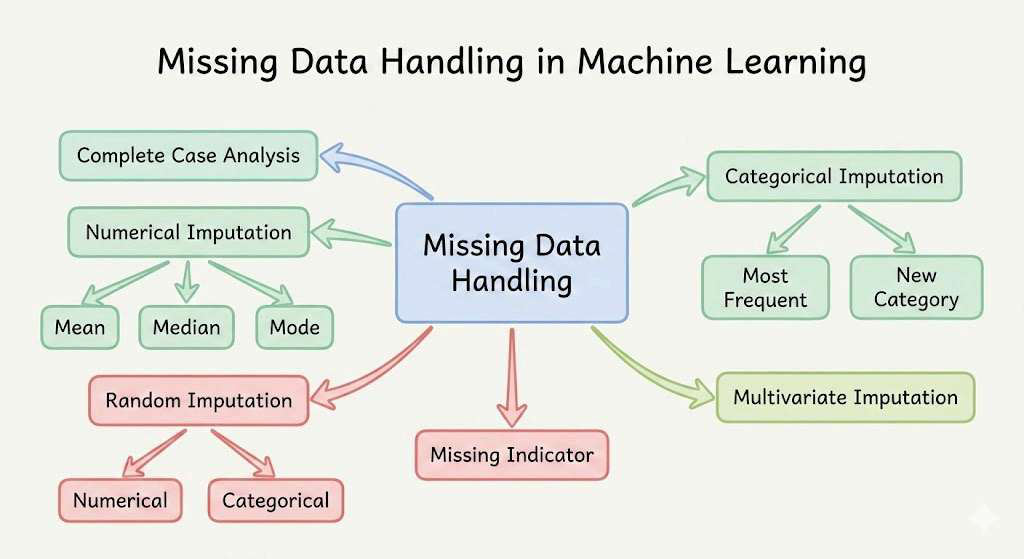 Missing Data Handling in Machine Learning
Complete Case Analysis
Numerical Imputation
Mean
Median
Mode
Random Imputation
Numerical
Categorical
Missing Data
Handling
Missing Indicator
Categorical Imputation
Most
Frequent
New
Category
Multivariate Imputation